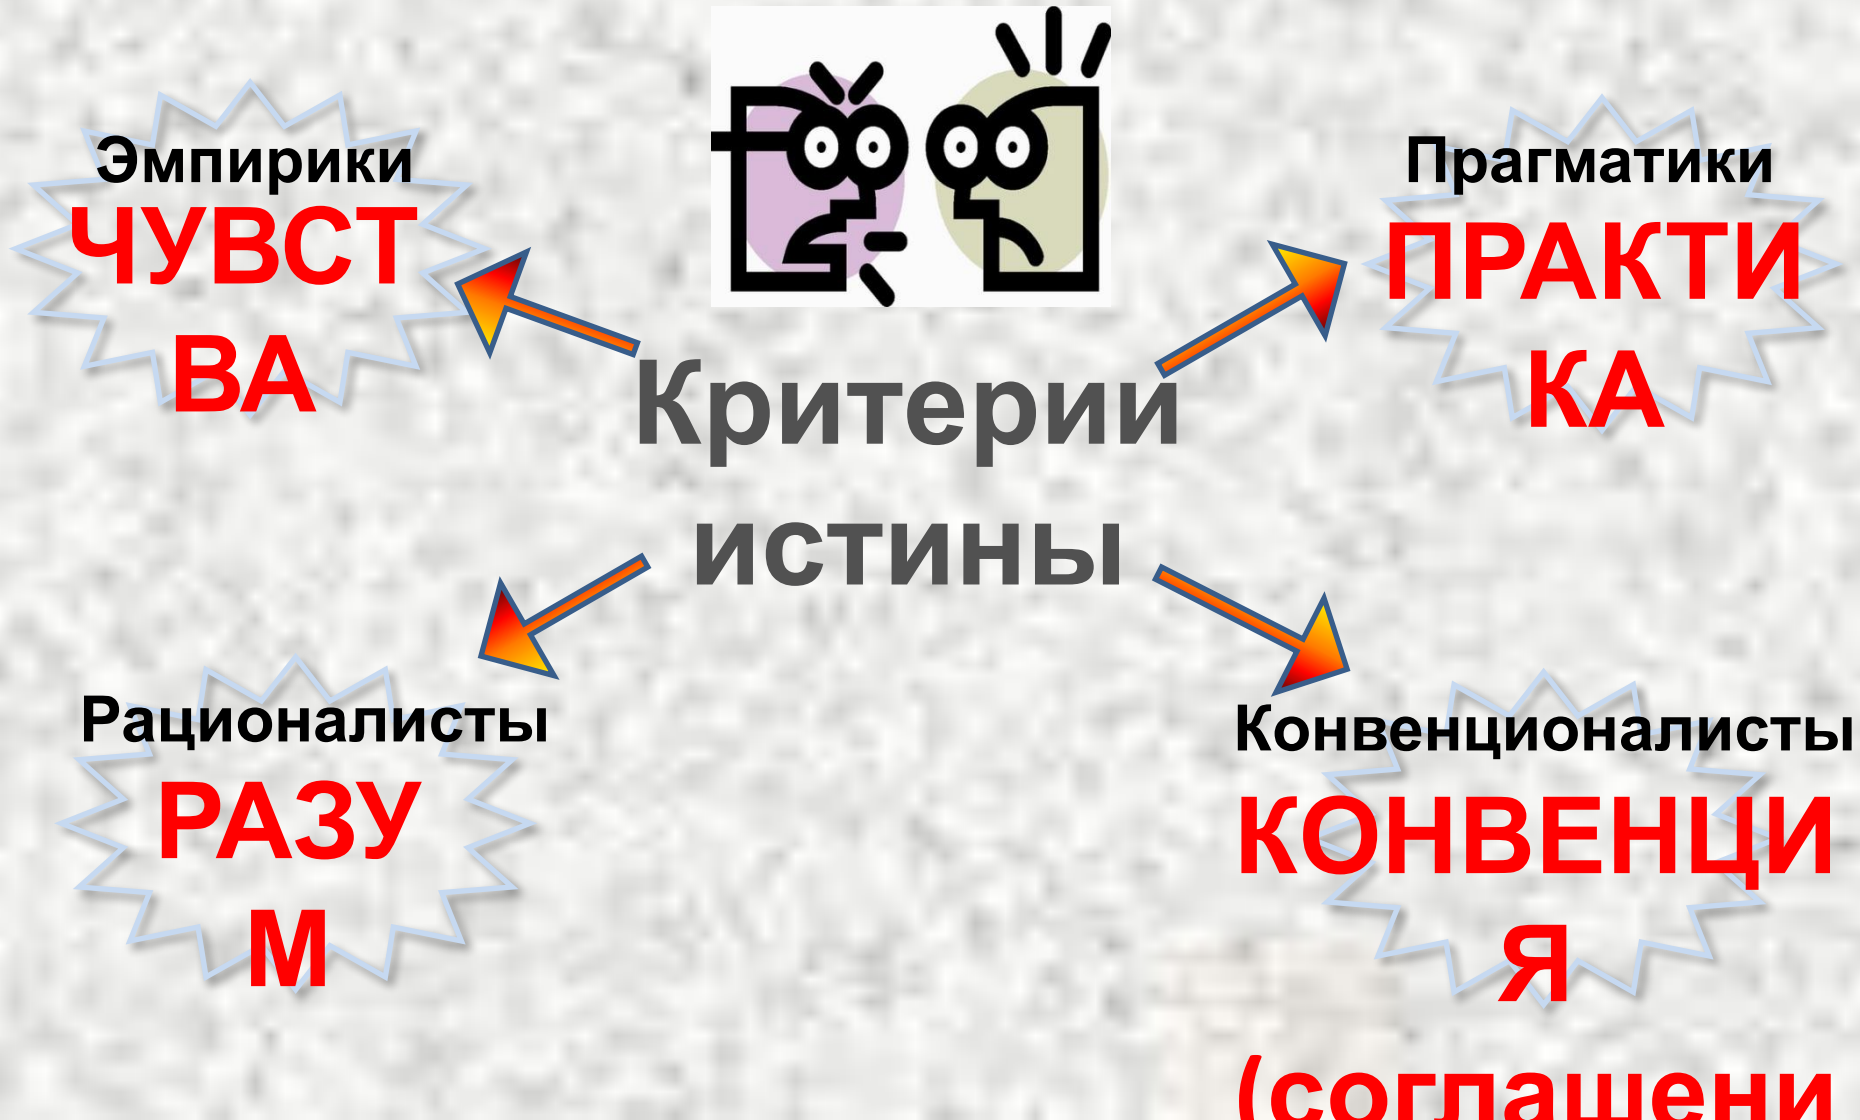 Эмпирики
ЧУВСТ
ВА
Прагматики
ПРАКТИ
КА
Критерии
истины
Рационалисты
РАЗУ
М
Конвенционалисты
КОНВЕНЦИ
Я
(соглашени